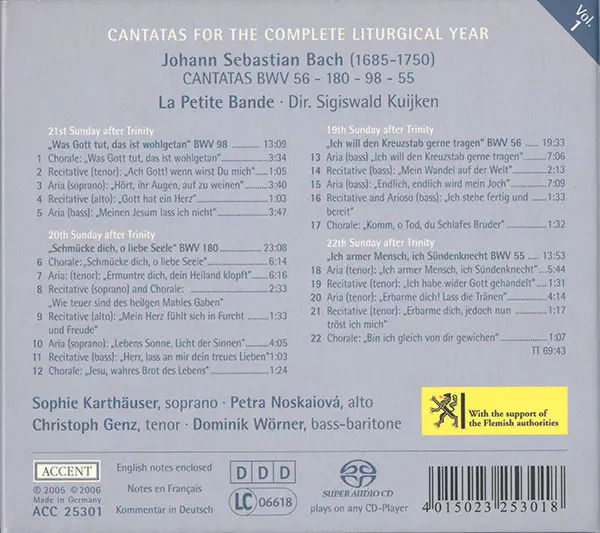 Vol. 1
CANTATAS FOR THE COMPLETE LITURGICAL YEAR
Johann Sebastian Bach (1685-1750)
CANTATAS BWV 56 - 180 - 98 - 55
La Petite Bande · Dir. Sigiswald Kuijken
21st Sunday after Trinity
„Was Gott tut, das ist wohlgetan“ BWV 98 13:09
1 Chorale: „Was Gott tut, das ist wohlgetan“ 3:34
2 Recitative (tenor): „Ach Gott! wenn wirst Du mich“ 1:05
3 Aria (soprano): „Hört, ihr Augen, auf zu weinen“ 3:40
4 Recitative (alto): „Gott hat ein Herz“ 1:03
5 Aria (bass): „Meinen Jesum lass ich nicht“ 3:47
20th Sunday after Trinity
„Schmücke dich, o liebe Seele“ BWV 180 23:08
6 Chorale: „Schmücke dich, o liebe Seele“ 6:14
7 Aria: (tenor): „Ermuntre dich, dein Heiland klopft“ 6:16
8 Recitative (soprano) and Chorale: 2:33
„Wie teuer sind des heilgen Mahles Gaben“
9 Recitative (alto): „Mein Herz fühlt sich in Furcht 1:33
und Freude“
10 Aria (soprano): „Lebens Sonne, Licht der Sinnen“ 4:05
11 Recitative (bass): „Herr, lass an mir dein treues Lieben“ 1:03
12 Chorale: „Jesu, wahres Brot des Lebens“ 1:24
19th Sunday after Trinity
„Ich will den Kreuzstab gerne tragen“ BWV 56 19:33
13 Aria (bass) „Ich will den Kreuzstab gerne tragen“ 7:06
14 Recitative (bass): „Mein Wandel auf der Welt“ 2:13
15 Aria (bass): „Endlich, endlich wird mein Joch“ 7:09
16 Recitative and Arioso (bass): „Ich stehe fertig und 1:33
bereit“
17 Chorale: „Komm, o Tod, du Schlafes Bruder“ 1:32
22th Sunday after Trinity
„Ich armer Mensch, ich Sündenknecht BWV 55 13:53
18 Aria (tenor): „Ich armer Mensch, ich Sündenknecht“ 5:44
19 Recitative (tenor): „Ich habe wider Gott gehandelt“ 1:31
20 Aria (tenor): „Erbarme dich! Lass die Tränen“ 4:14
21 Recitative (tenor): „Erbarme dich, jedoch nun 1:17
tröst ich mich“
22 Chorale: „Bin ich gleich von dir gewichen“ 1:07
TT 69:43
Sophie Karthäuser, soprano · Petra Noskaiová, alto
Christoph Genz, tenor · Dominik Wörner, bass-baritone
With the support of
the Flemish authorities
ACCENT
℗ 2005 © 2006
Made in Germany
ACC 25301
English notes enclosed
Notes en Français
Kommentar in Deutsch
D D D
LC 06618
SUPER AUDIO CD
plays on any CD-Player
4 015023 253018